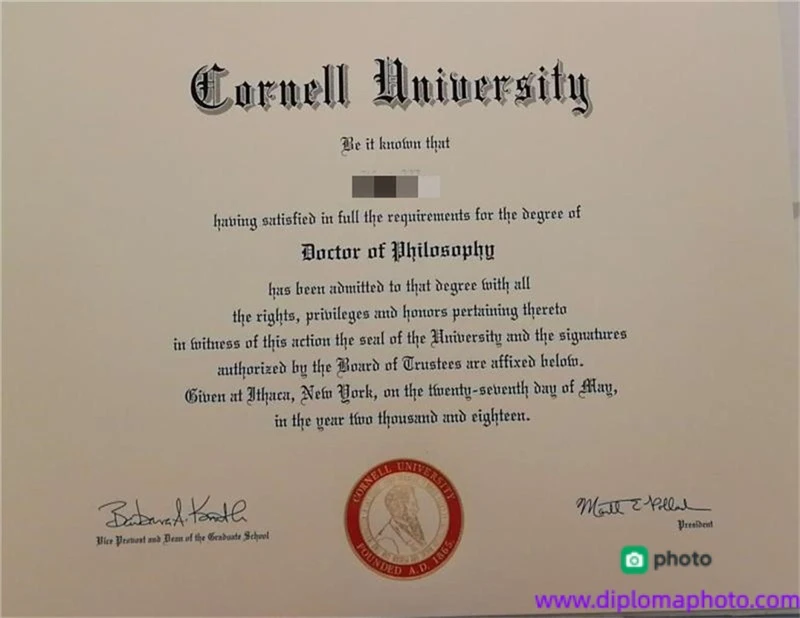 Cornell University
Be it known that
having satisfied in full the requirements for the degree of
Doctor of Philosophy
has been admitted to that degree with all
the rights, privileges and honors pertaining thereto
in witness of this action the seal of the University and the signatures
authorized by the Board of Trustees are affixed below.
Given at Ithaca, New York, on the twenty-seventh day of May,
in the year two thousand and eighteen.
CORNELL UNIVERSITY
FOUNDED A.D. 1865
Vice Provost and Dean of the Graduate School
President
photo
www.diplomaphoto.com